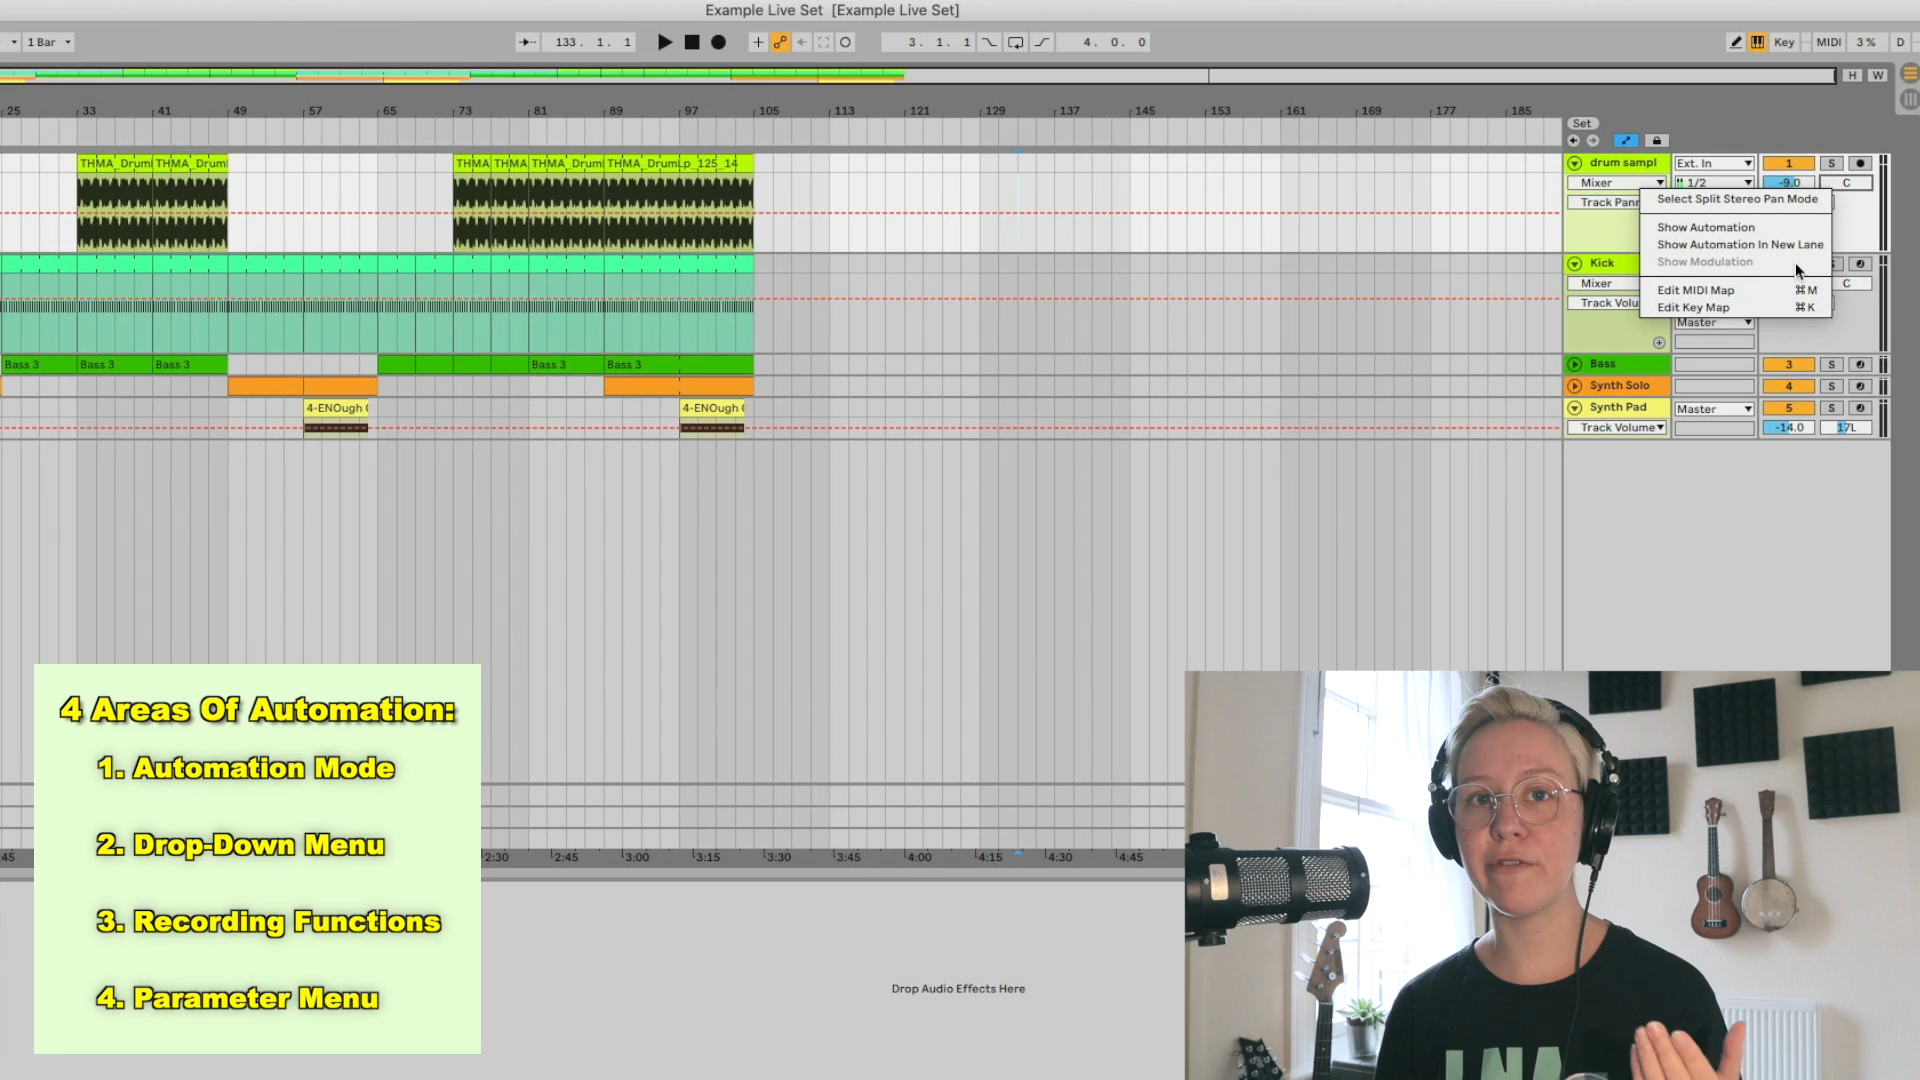 Example Live Set [Example Live Set]
1 Bar
133. 1. 1
3. 1. 1
4. 0. 0
Key
MIDI
3 %
D
H
W
25 33 41 49 57 65 73 81 89 97 105 113 121 129 137 145 153 161 169 177 185
Set
THMA_Drum THMA_Drum THMA THMA THMA_Drum THMA_DrumLp_125_14
drum sampl
Ext. In
1
S
Mixer
1/2
-9.0
C
Track Pann
Select Split Stereo Pan Mode
Show Automation
Show Automation In New Lane
Show Modulation
Edit MIDI Map ⌘M
Edit Key Map ⌘K
Kick
Mixer
C
Track Volu
Master
Bass 3 Bass 3 Bass 3 Bass 3 Bass 3
Bass
3
S
Synth Solo
4
S
4-ENOugh ( 4-ENOugh (
Synth Pad
Master
5
S
Track Volume
-14.0
17L
4 Areas Of Automation:
1. Automation Mode
2. Drop-Down Menu
3. Recording Functions
4. Parameter Menu
:45 2:30 2:45 3:00 3:15 3:30 3:45 4:00 4:15 4:30 4:45
Drop Audio Effects Here